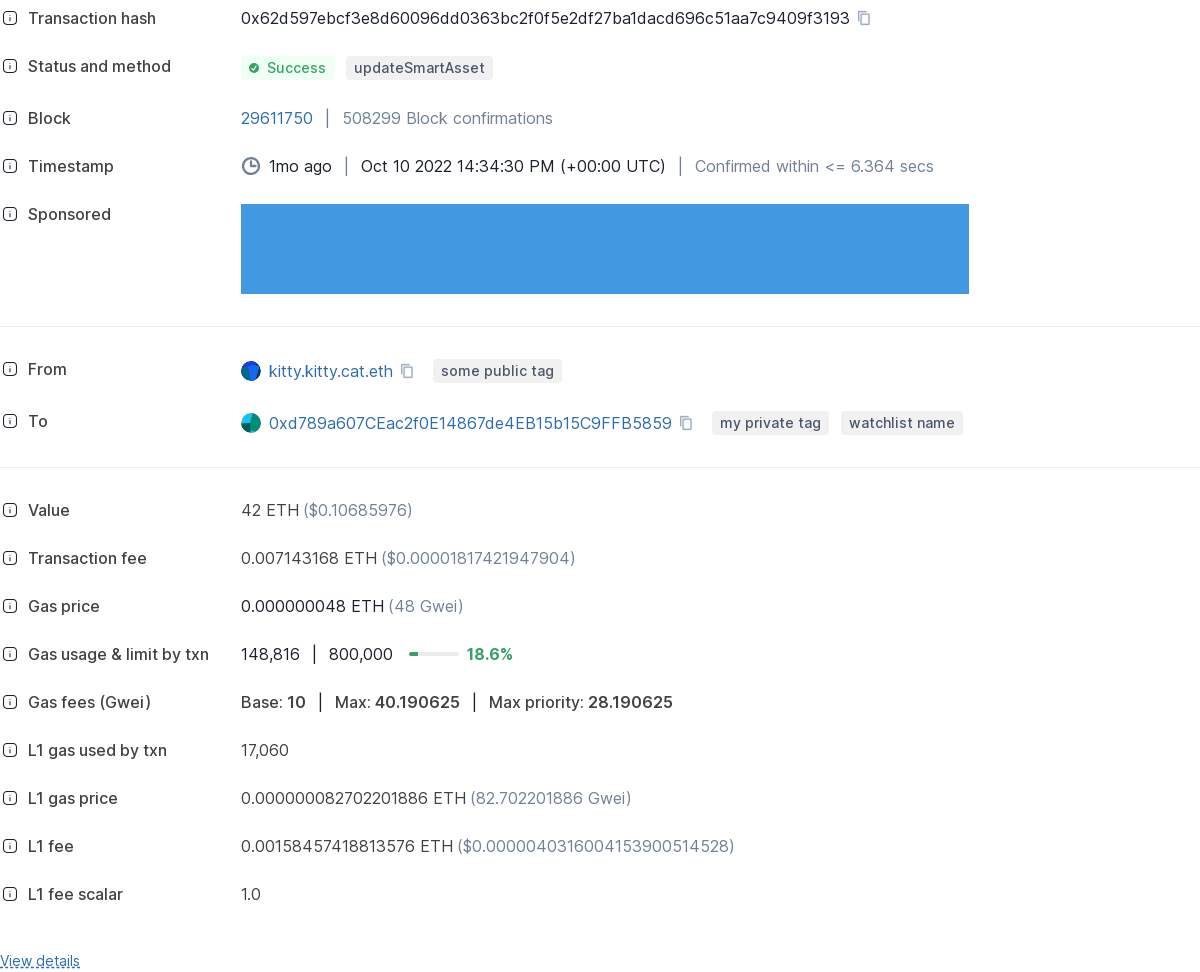 Transaction hash 0x62d597ebcf3e8d60096dd0363bc2f0f5e2df27ba1dacd696c51aa7c9409f3193
Status and method Success updateSmartAsset
Block 29611750 | 508299 Block confirmations
Timestamp 1mo ago | Oct 10 2022 14:34:30 PM (+00:00 UTC) | Confirmed within <= 6.364 secs
Sponsored
From kitty.kitty.cat.eth some public tag
To 0xd789a607CEac2f0E14867de4EB15b15C9FFB5859 my private tag watchlist name
Value 42 ETH ($0.10685976)
Transaction fee 0.007143168 ETH ($0.00001817421947904)
Gas price 0.000000048 ETH (48 Gwei)
Gas usage & limit by txn 148,816 | 800,000 18.6%
Gas fees (Gwei) Base: 10 | Max: 40.190625 | Max priority: 28.190625
L1 gas used by txn 17,060
L1 gas price 0.000000082702201886 ETH (82.702201886 Gwei)
L1 fee 0.00158457418813576 ETH ($0.0000040316004153900514528)
L1 fee scalar 1.0
View details